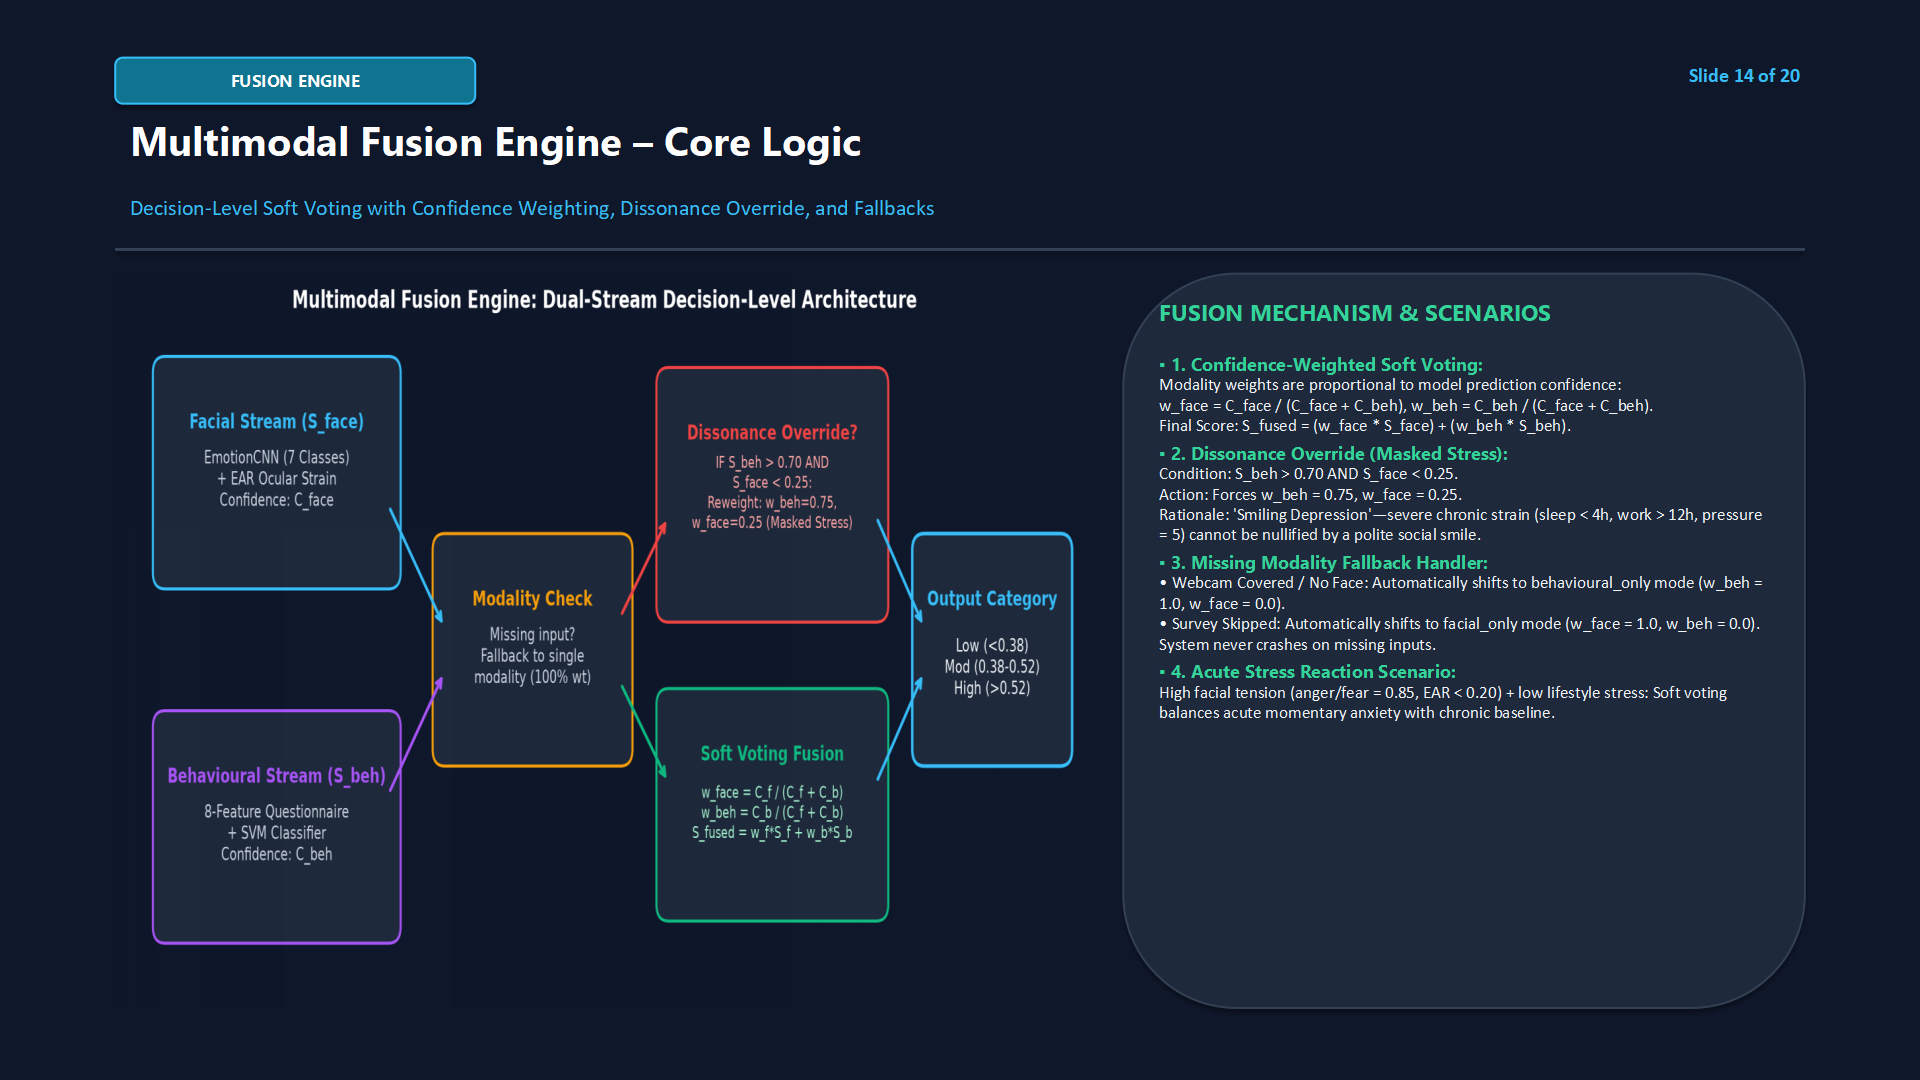 FUSION ENGINE
Slide 14 of 20
Multimodal Fusion Engine – Core Logic
Decision-Level Soft Voting with Confidence Weighting, Dissonance Override, and Fallbacks
Multimodal Fusion Engine: Dual-Stream Decision-Level Architecture
Facial Stream (S_face)
EmotionCNN (7 Classes)
+ EAR Ocular Strain
Confidence: C_face
Behavioural Stream (S_beh)
8-Feature Questionnaire
+ SVM Classifier
Confidence: C_beh
Modality Check
Missing input?
Fallback to single
modality (100% wt)
Dissonance Override?
IF S_beh > 0.70 AND
S_face < 0.25:
Reweight: w_beh=0.75,
w_face=0.25 (Masked Stress)
Soft Voting Fusion
w_face = C_f / (C_f + C_b)
w_beh = C_b / (C_f + C_b)
S_fused = w_f*S_f + w_b*S_b
Output Category
Low (<0.38)
Mod (0.38-0.52)
High (>0.52)
FUSION MECHANISM & SCENARIOS
▪ 1. Confidence-Weighted Soft Voting:
Modality weights are proportional to model prediction confidence:
w_face = C_face / (C_face + C_beh), w_beh = C_beh / (C_face + C_beh).
Final Score: S_fused = (w_face * S_face) + (w_beh * S_beh).
▪ 2. Dissonance Override (Masked Stress):
Condition: S_beh > 0.70 AND S_face < 0.25.
Action: Forces w_beh = 0.75, w_face = 0.25.
Rationale: 'Smiling Depression'—severe chronic strain (sleep < 4h, work > 12h, pressure
= 5) cannot be nullified by a polite social smile.
▪ 3. Missing Modality Fallback Handler:
• Webcam Covered / No Face: Automatically shifts to behavioural_only mode (w_beh =
1.0, w_face = 0.0).
• Survey Skipped: Automatically shifts to facial_only mode (w_face = 1.0, w_beh = 0.0).
System never crashes on missing inputs.
▪ 4. Acute Stress Reaction Scenario:
High facial tension (anger/fear = 0.85, EAR < 0.20) + low lifestyle stress: Soft voting
balances acute momentary anxiety with chronic baseline.